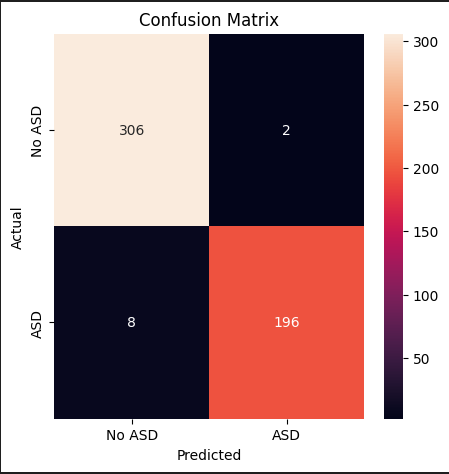 Confusion Matrix
No ASD
306
2
300
250
200
150
100
50
Actual
ASD
8
196
No ASD
ASD
Predicted